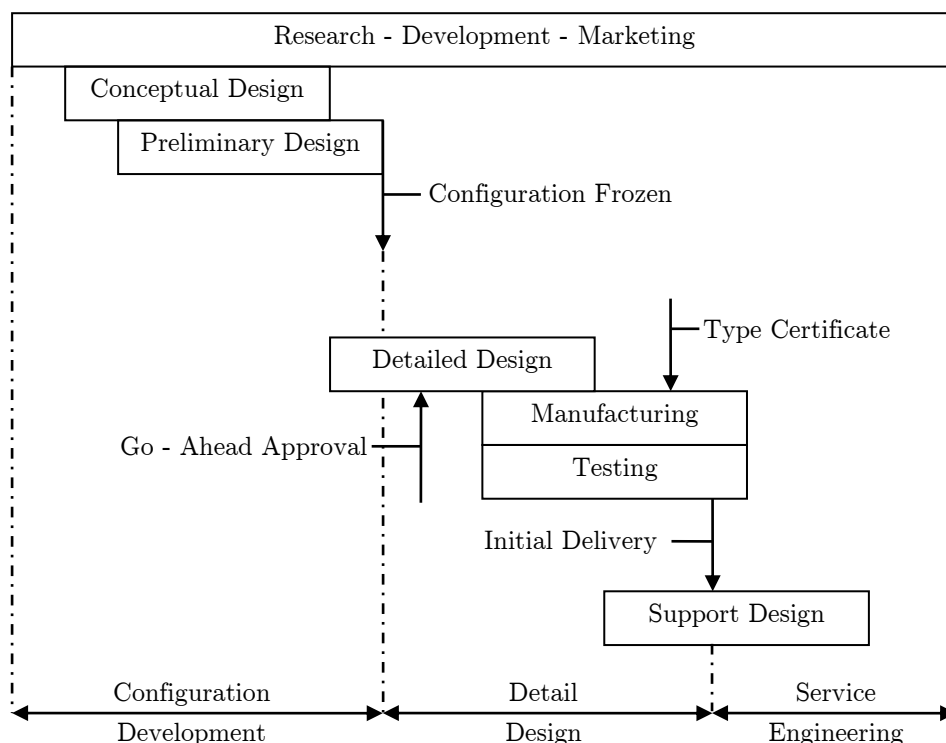 Research - Development - Marketing
Conceptual Design
Preliminary Design
Configuration Frozen
Type Certificate
Detailed Design
Manufacturing
Go - Ahead Approval
Testing
Initial Delivery
Support Design
Configuration
Development
Detail
Design
Service
Engineering